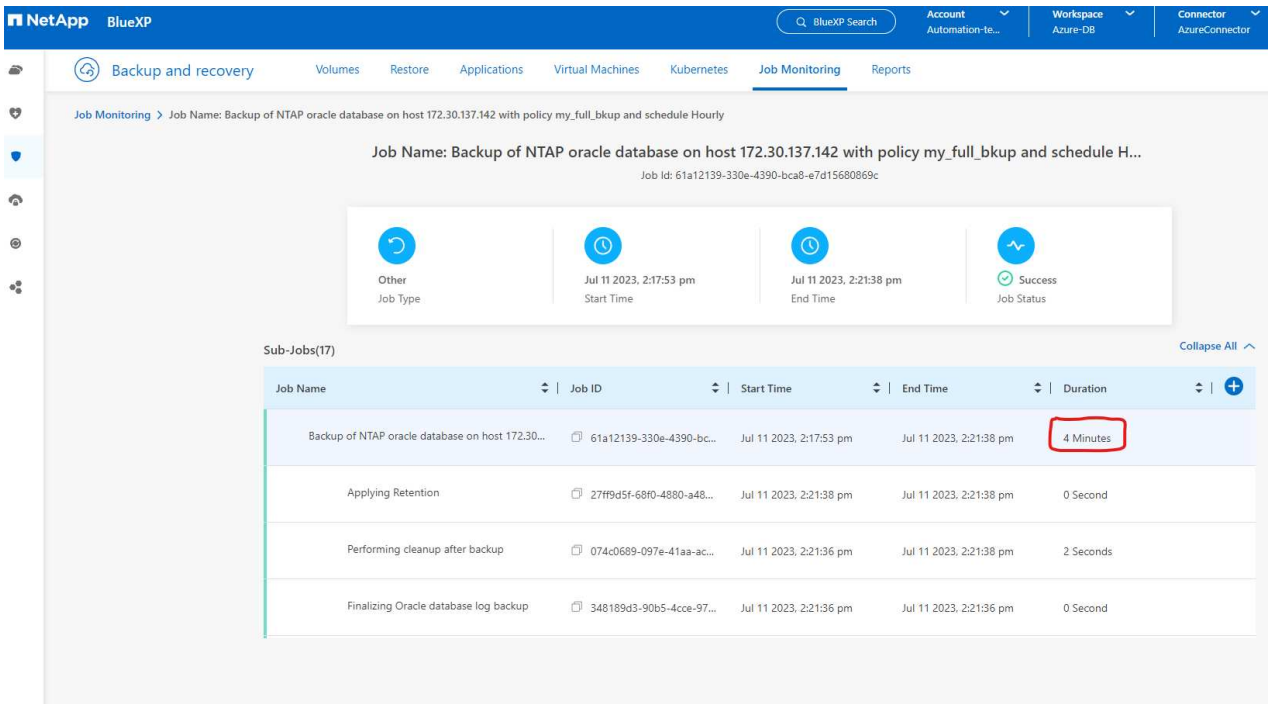 NetApp BlueXP
BlueXP Search
Account
Automation-te...
Workspace
Azure-DB
Connector
AzureConnector
Backup and recovery
Volumes Restore Applications Virtual Machines Kubernetes Job Monitoring Reports
Job Monitoring > Job Name: Backup of NTAP oracle database on host 172.30.137.142 with policy my_full_bkup and schedule Hourly
Job Name: Backup of NTAP oracle database on host 172.30.137.142 with policy my_full_bkup and schedule H...
Job Id: 61a12139-330e-4390-bca8-e7d15680869c
Other
Job Type
Jul 11 2023, 2:17:53 pm
Start Time
Jul 11 2023, 2:21:38 pm
End Time
Success
Job Status
Sub-Jobs(17)
Collapse All
Job Name Job ID Start Time End Time Duration
Backup of NTAP oracle database on host 172.30... 61a12139-330e-4390-bc... Jul 11 2023, 2:17:53 pm Jul 11 2023, 2:21:38 pm 4 Minutes
Applying Retention 27ff9d5f-68f0-4880-a48... Jul 11 2023, 2:21:38 pm Jul 11 2023, 2:21:38 pm 0 Second
Performing cleanup after backup 074c0689-097e-41aa-ac... Jul 11 2023, 2:21:36 pm Jul 11 2023, 2:21:38 pm 2 Seconds
Finalizing Oracle database log backup 348189d3-90b5-4cce-97... Jul 11 2023, 2:21:36 pm Jul 11 2023, 2:21:36 pm 0 Second